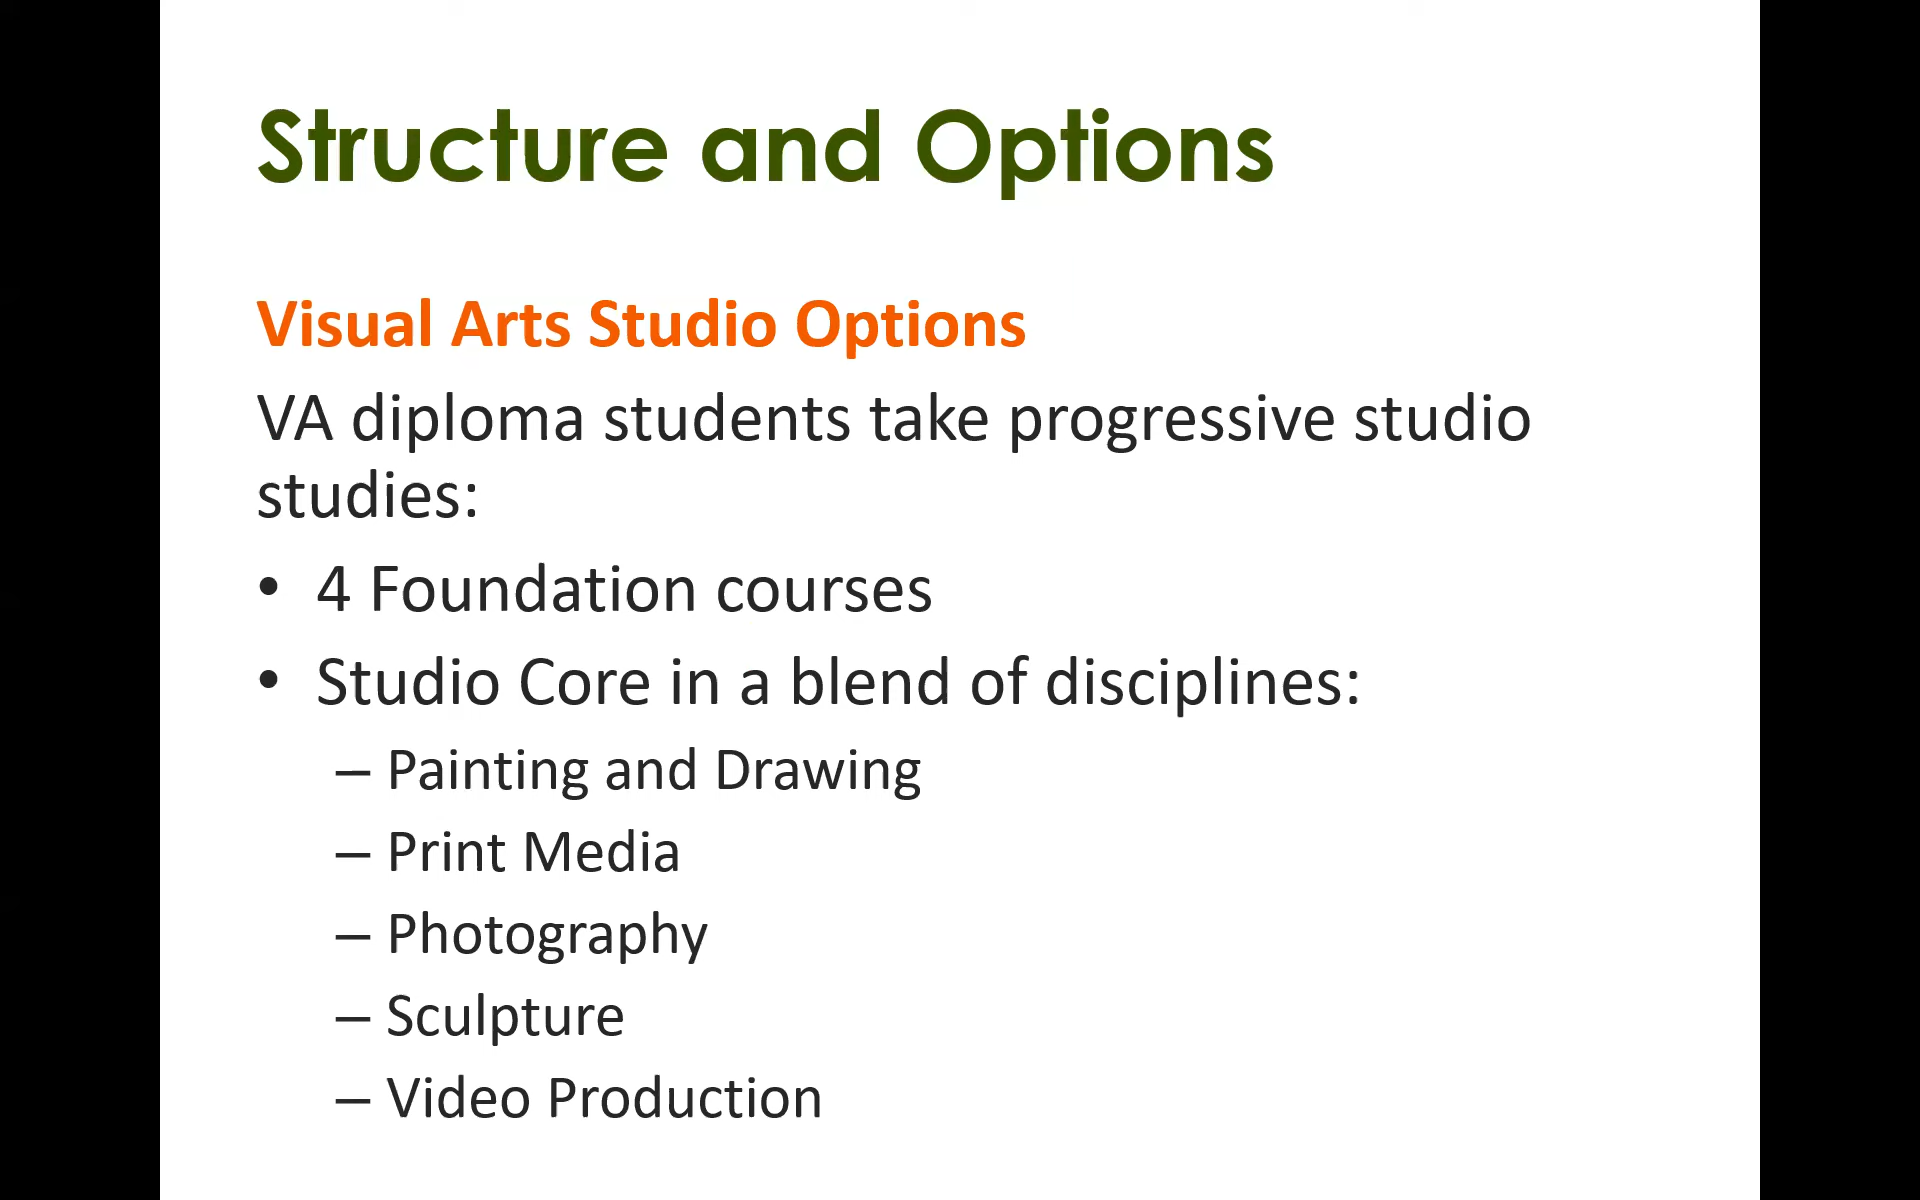 Structure and Options
Visual Arts Studio Options
VA diploma students take progressive studio
studies:
• 4 Foundation courses
• Studio Core in a blend of disciplines:
– Painting and Drawing
– Print Media
– Photography
– Sculpture
– Video Production